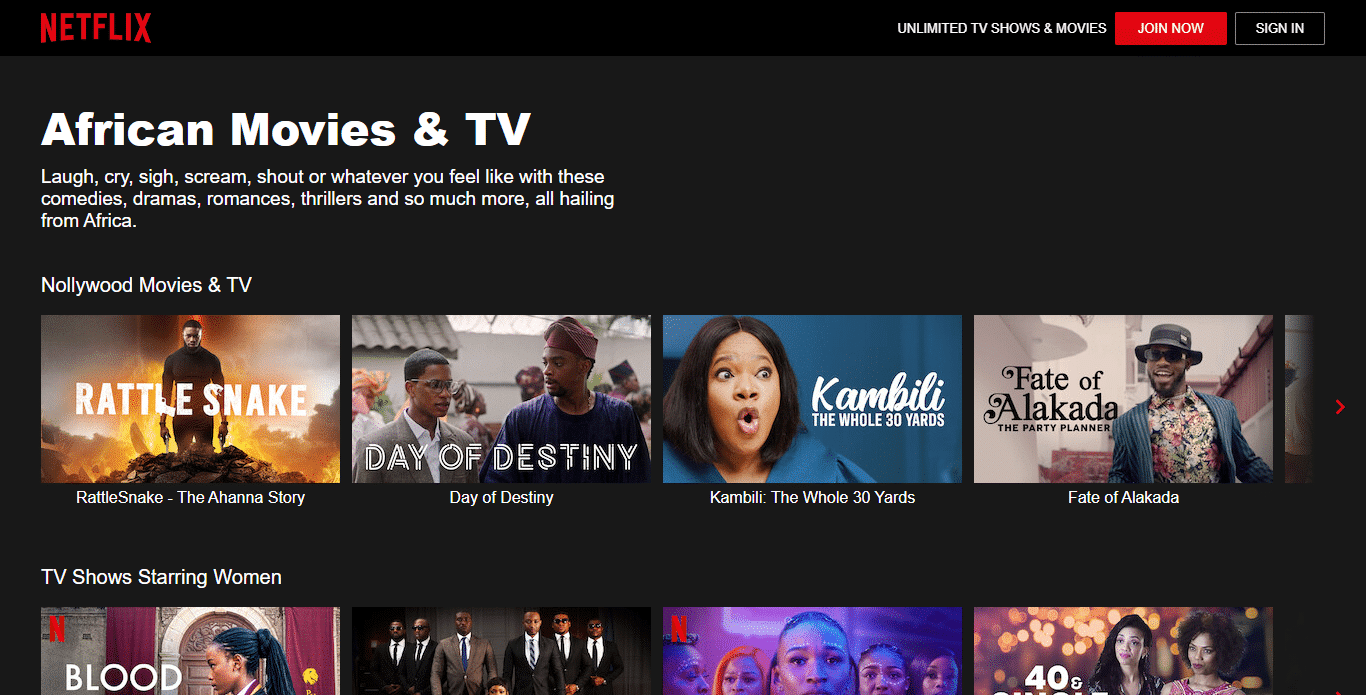 NETFLIX
UNLIMITED TV SHOWS & MOVIES
JOIN NOW
SIGN IN
African Movies & TV
Laugh, cry, sigh, scream, shout or whatever you feel like with these
comedies, dramas, romances, thrillers and so much more, all hailing
from Africa.
Nollywood Movies & TV
RATTLE SNAKE
DAY OF DESTINY
Kambili
THE WHOLE 30 YARDS
Fate of
Alakada
THE PARTY PLANNER
RattleSnake - The Ahanna Story
Day of Destiny
Kambili: The Whole 30 Yards
Fate of Alakada
TV Shows Starring Women
N
BLOOD
N
40 &
SINGLE